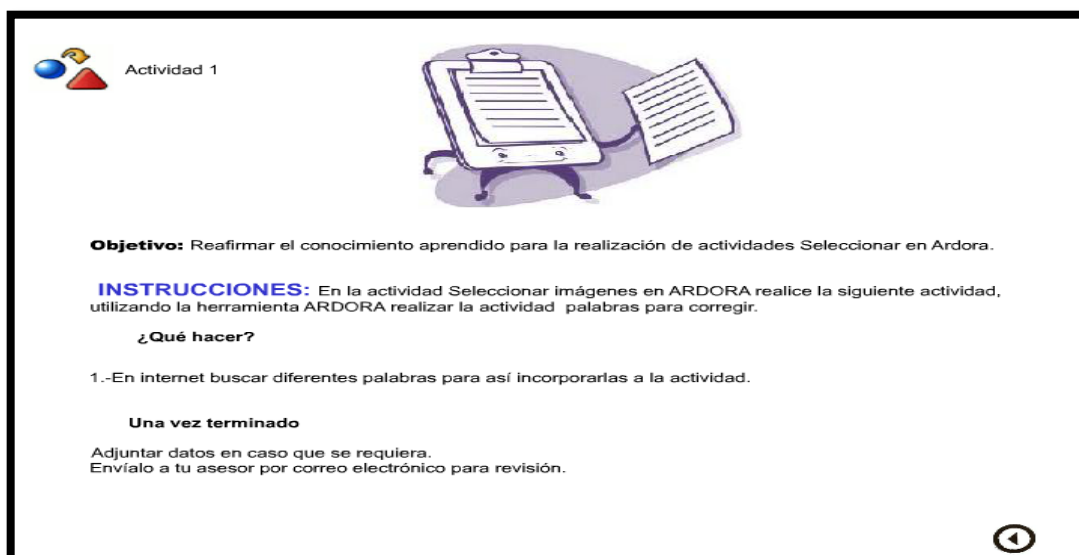 Actividad 1
Objetivo: Reafirmar el conocimiento aprendido para la realización de actividades Seleccionar en Ardora.
INSTRUCCIONES: En la actividad Seleccionar imágenes en ARDORA realice la siguiente actividad,
utilizando la herramienta ARDORA realizar la actividad palabras para corregir.
¿Qué hacer?
1.-En internet buscar diferentes palabras para así incorporarlas a la actividad.
Una vez terminado
Adjuntar datos en caso que se requiera.
Envíalo a tu asesor por correo electrónico para revisión.